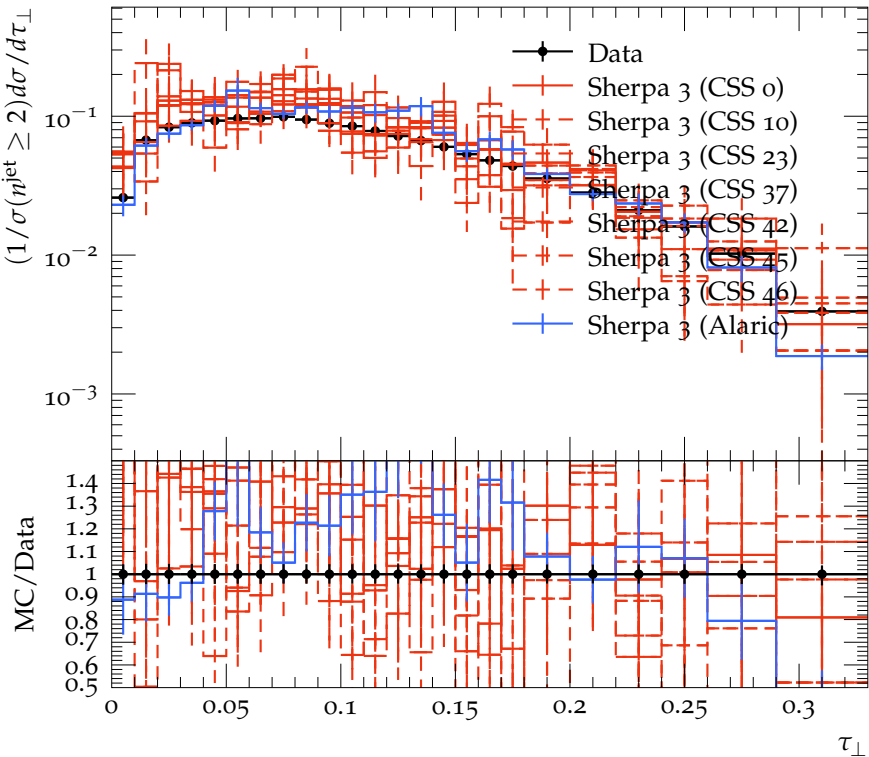 (1/σ(n^jet ≥ 2)dσ/dτ⊥
10⁻¹
10⁻²
10⁻³
Data
Sherpa 3 (CSS 0)
Sherpa 3 (CSS 10)
Sherpa 3 (CSS 23)
Sherpa 3 (CSS 37)
Sherpa 3 (CSS 42)
Sherpa 3 (CSS 45)
Sherpa 3 (CSS 46)
Sherpa 3 (Alaric)
MC/Data
1.4
1.3
1.2
1.1
1
0.9
0.8
0.7
0.6
0.5
0 0.05 0.1 0.15 0.2 0.25 0.3
τ⊥